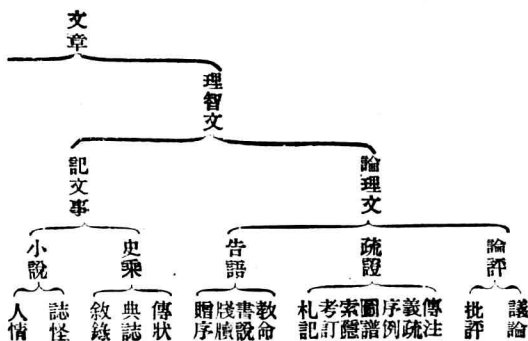 文章
理智文
論理文
記文事
論評
疏證
告語
史乘
小說
議論
批評
傳注
義疏
序例
圖譜
索隱
考訂
札記
教命
書說
牋牘
贈序
傳狀
典誌
敘錄
誌怪
人情